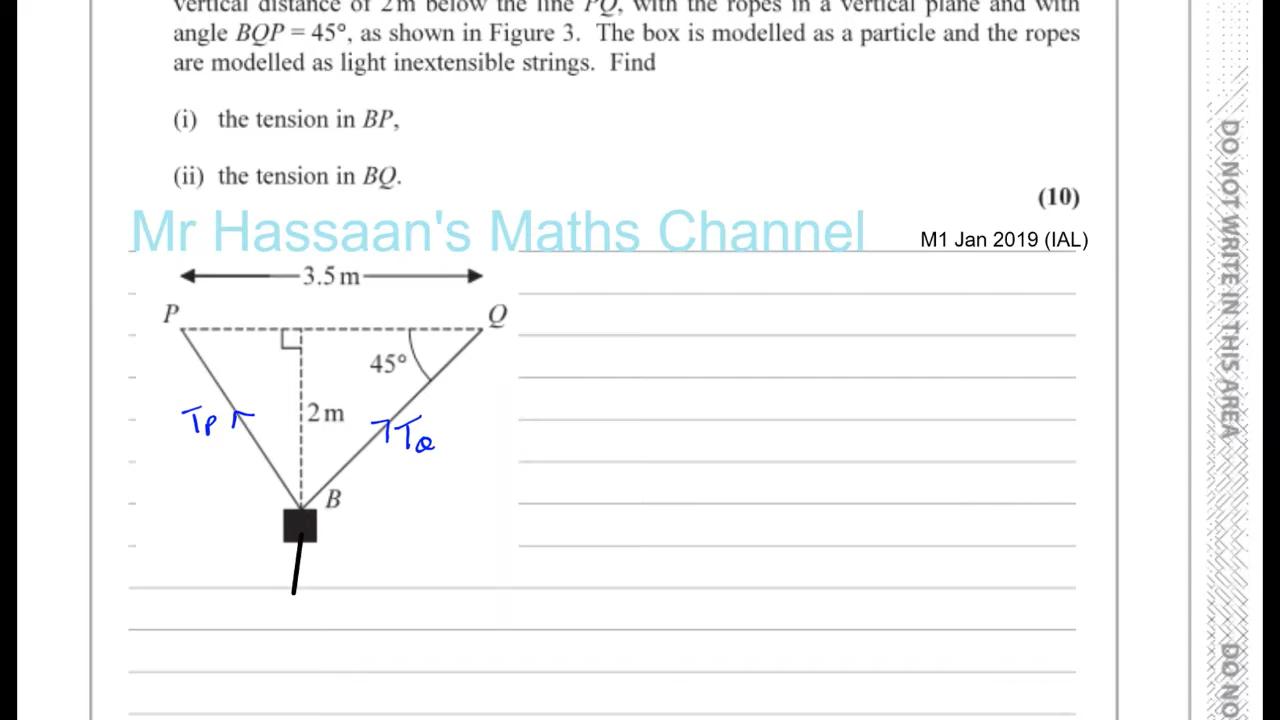 vertical distance of 2 m below the line PQ, with the ropes in a vertical plane and with
angle BQP = 45°, as shown in Figure 3. The box is modelled as a particle and the ropes
are modelled as light inextensible strings. Find
(i) the tension in BP,
(ii) the tension in BQ.
(10)
Mr Hassaan's Maths Channel
M1 Jan 2019 (IAL)
3.5 m
P
Q
45°
2 m
TP
TQ
B
DO NOT WRITE IN THIS AREA
DO NO